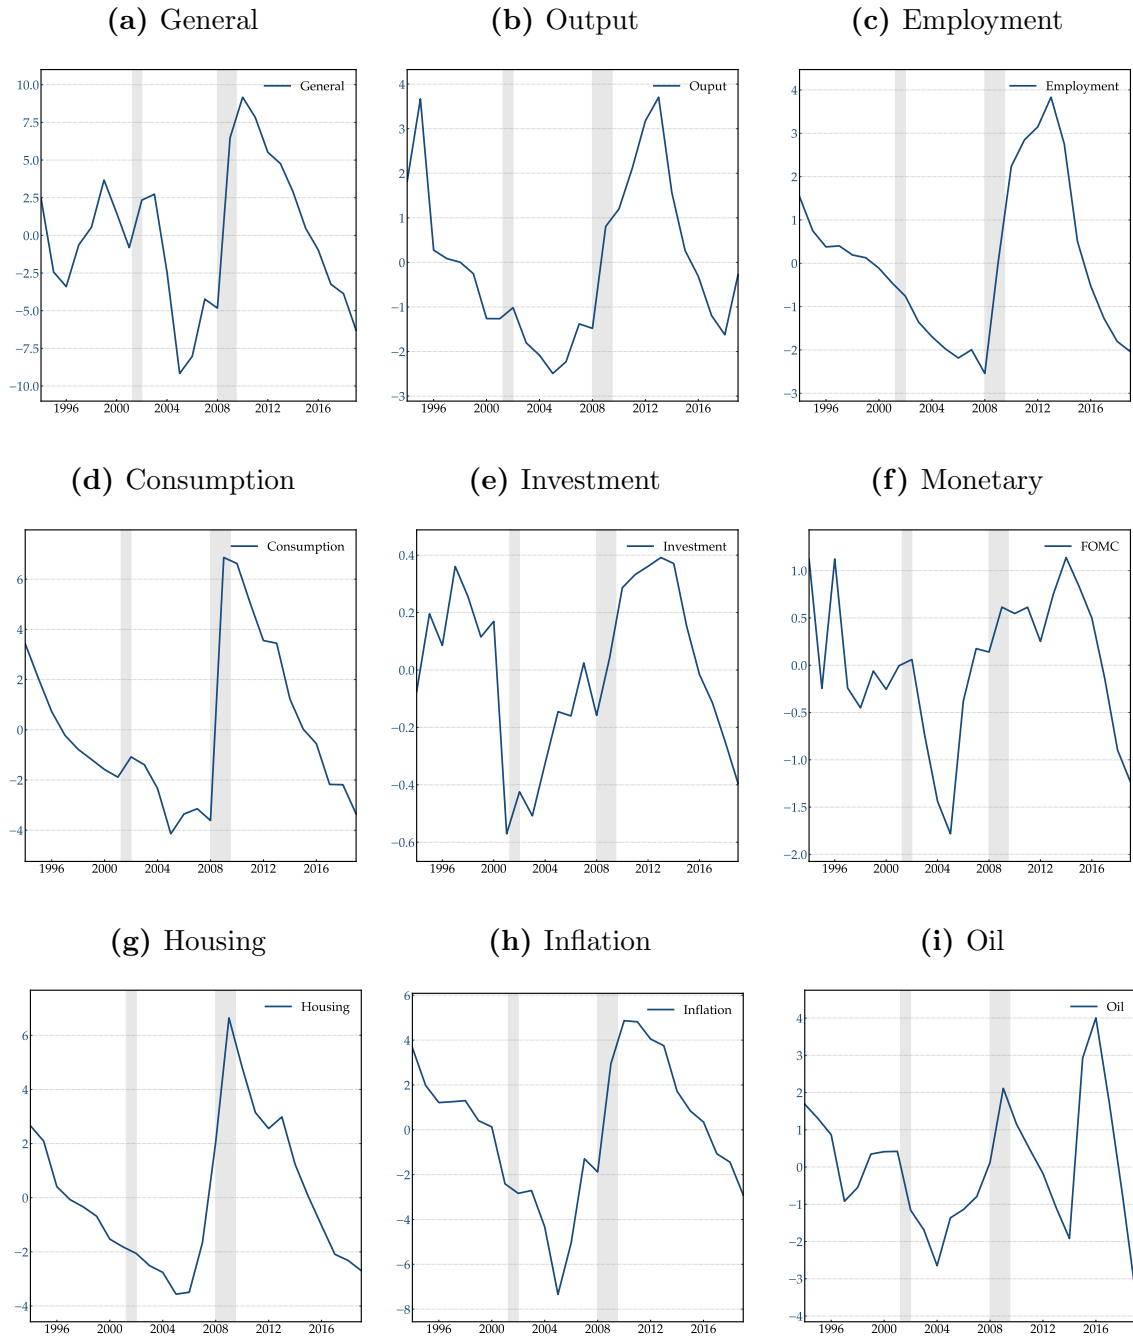 (a) General
(b) Output
(c) Employment
General
10.0
7.5
5.0
2.5
0.0
−2.5
−5.0
−7.5
−10.0
1996 2000 2004 2008 2012 2016
Ouput
4
3
2
1
0
−1
−2
−3
1996 2000 2004 2008 2012 2016
Employment
4
3
2
1
0
−1
−2
−3
1996 2000 2004 2008 2012 2016
(d) Consumption
(e) Investment
(f) Monetary
Consumption
6
4
2
0
−2
−4
1996 2000 2004 2008 2012 2016
Investment
0.4
0.2
0.0
−0.2
−0.4
−0.6
1996 2000 2004 2008 2012 2016
FOMC
1.0
0.5
0.0
−0.5
−1.0
−1.5
−2.0
1996 2000 2004 2008 2012 2016
(g) Housing
(h) Inflation
(i) Oil
Housing
6
4
2
0
−2
−4
1996 2000 2004 2008 2012 2016
Inflation
6
4
2
0
−2
−4
−6
−8
1996 2000 2004 2008 2012 2016
Oil
4
3
2
1
0
−1
−2
−3
−4
1996 2000 2004 2008 2012 2016